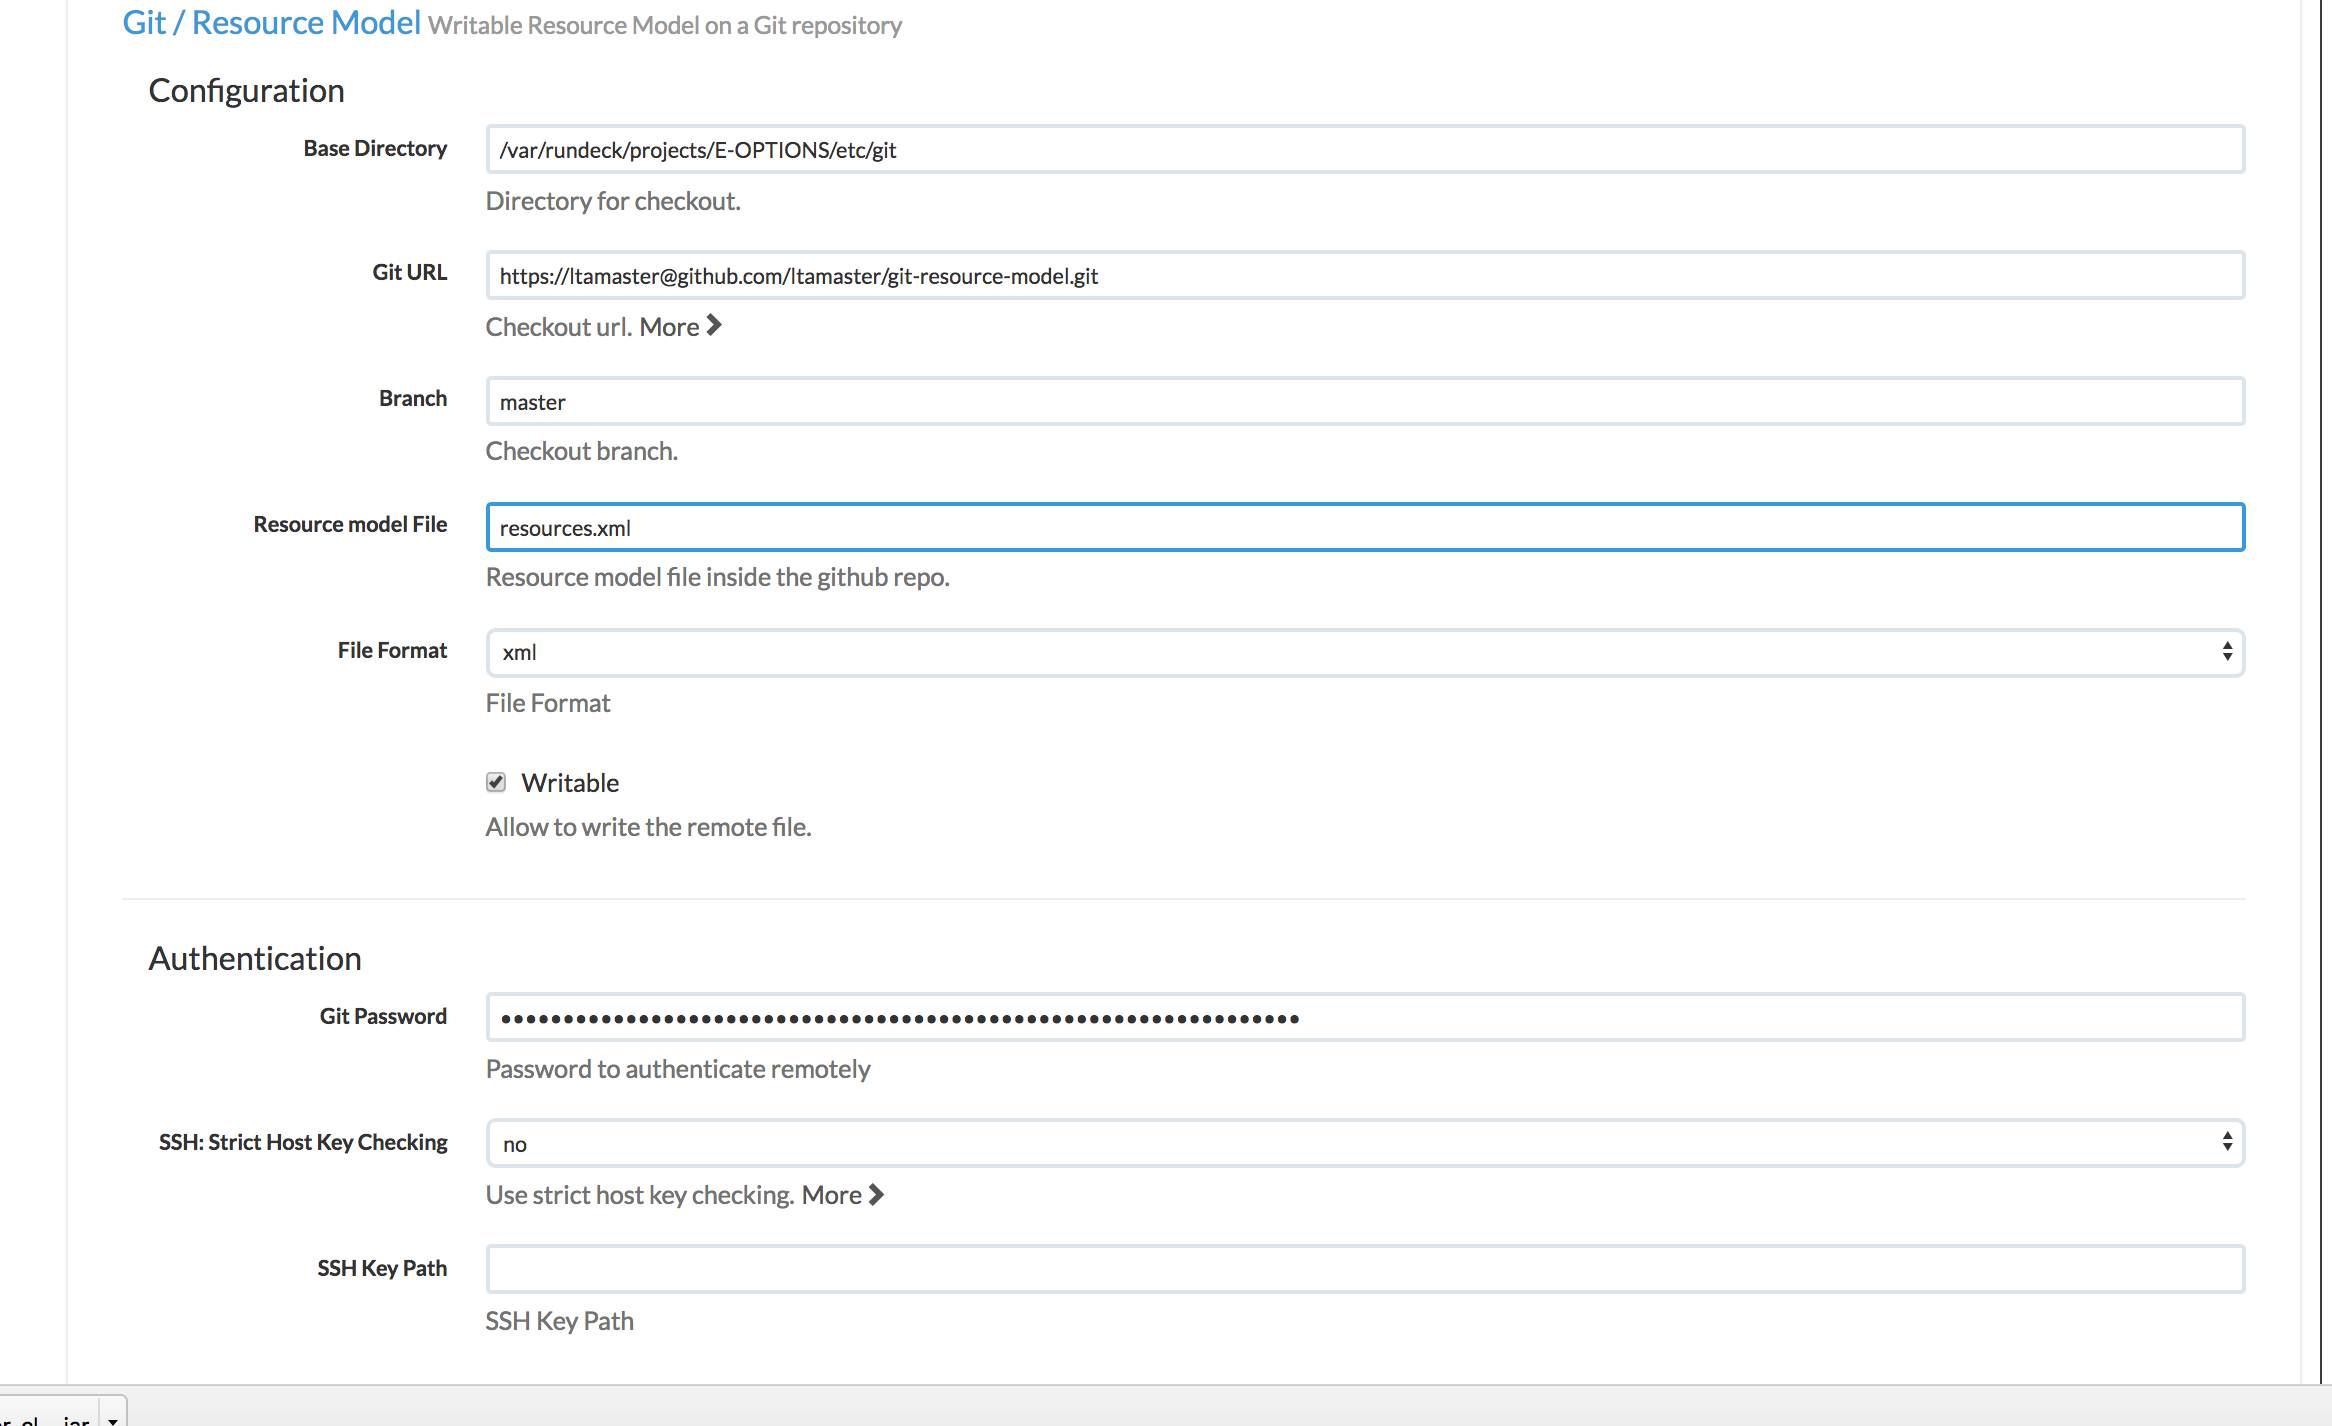 Git / Resource Model Writable Resource Model on a Git repository
Configuration
Base Directory
/var/rundeck/projects/E-OPTIONS/etc/git
Directory for checkout.
Git URL
https://ltamaster@github.com/ltamaster/git-resource-model.git
Checkout url. More
Branch
master
Checkout branch.
Resource model File
resources.xml
Resource model file inside the github repo.
File Format
xml
File Format
Writable
Allow to write the remote file.
Authentication
Git Password
••••••••••••••••••••••••••••••••••••••••••••••••••••••••••••••••
Password to authenticate remotely
SSH: Strict Host Key Checking
no
Use strict host key checking. More
SSH Key Path
SSH Key Path